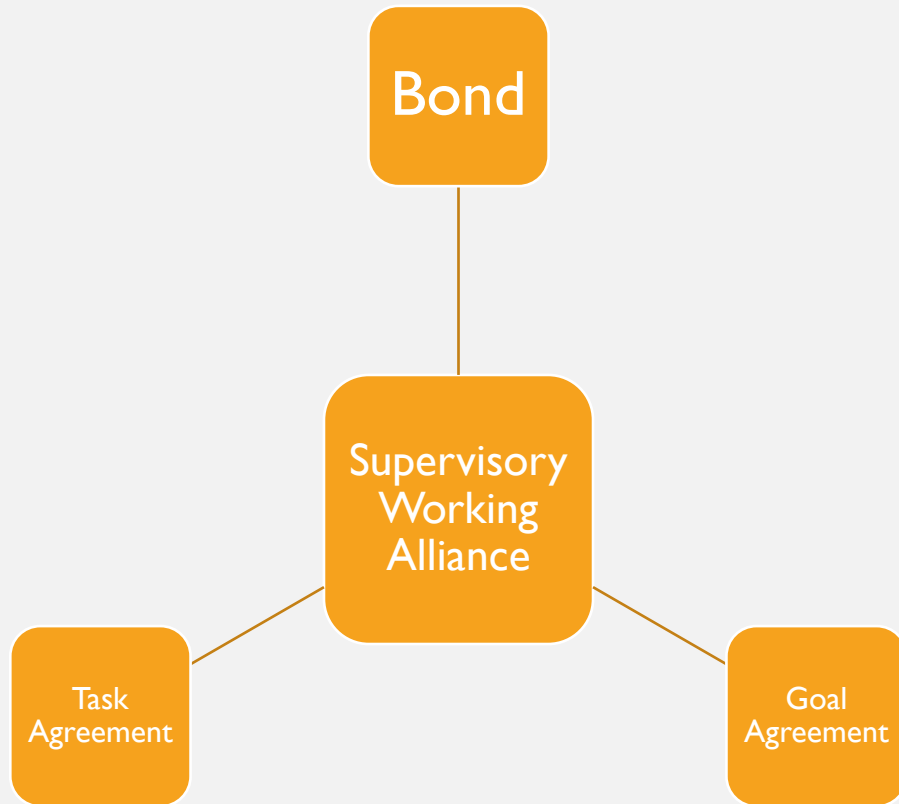 Bond
Supervisory
Working
Alliance
Task
Agreement
Goal
Agreement